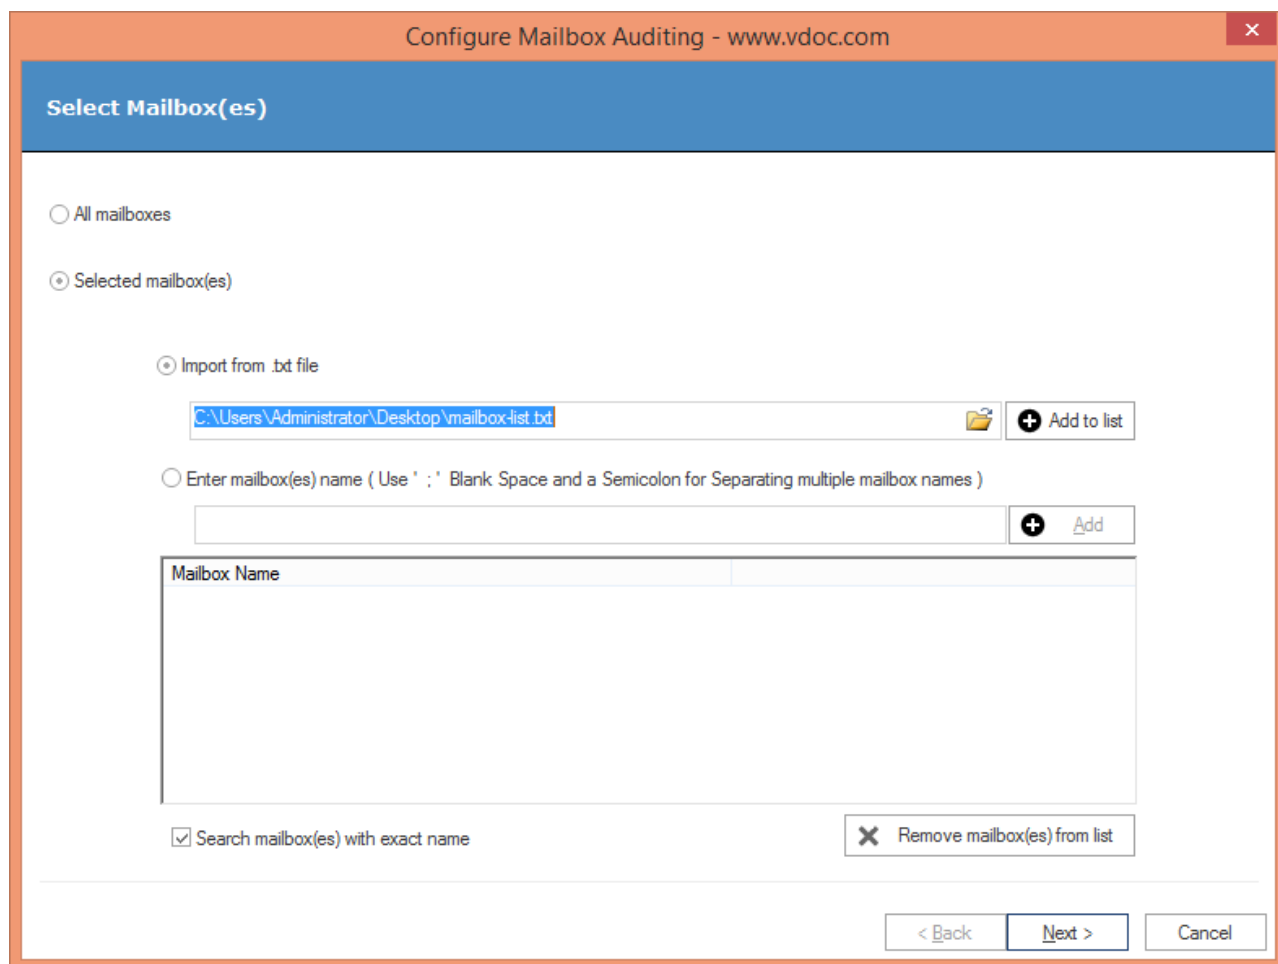 Configure Mailbox Auditing - www.vdoc.com
×
Select Mailbox(es)
All mailboxes
Selected mailbox(es)
Import from .txt file
C:\Users\Administrator\Desktop\mailbox-list.txt
Add to list
Enter mailbox(es) name ( Use ' ; ' Blank Space and a Semicolon for Separating multiple mailbox names )
Add
Mailbox Name
Search mailbox(es) with exact name
Remove mailbox(es) from list
< Back
Next >
Cancel